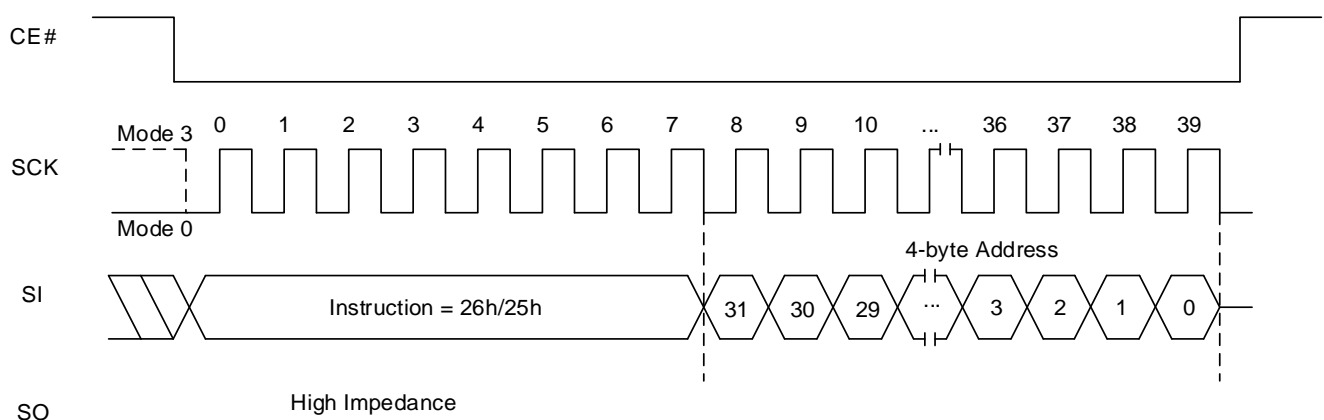 CE#
Mode 3
0 1 2 3 4 5 6 7 8 9 10 ... 36 37 38 39
SCK
Mode 0
4-byte Address
SI
Instruction = 26h/25h
31 30 29 ... 3 2 1 0
High Impedance
SO